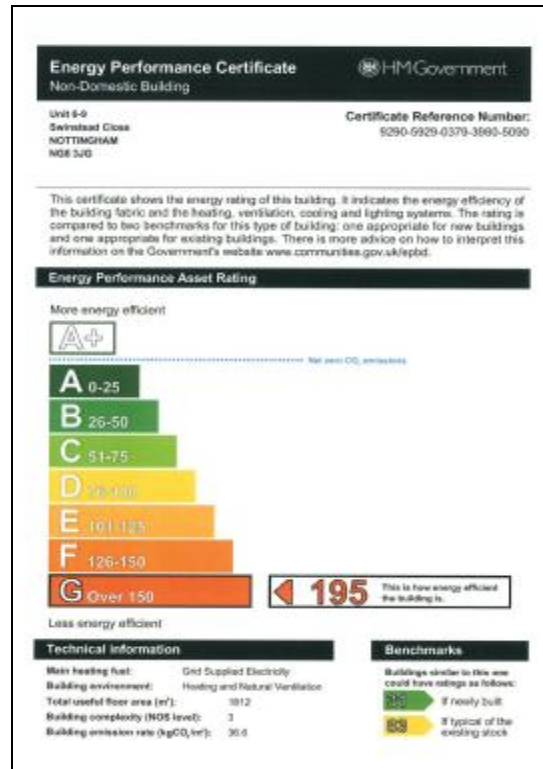 Energy Performance Certificate
HM Government
Non-Domestic Building
Unit 6-9
Swinstead Close
NOTTINGHAM
NG8 3JG
Certificate Reference Number:
This certificate shows the energy rating of this building. It indicates the energy efficiency of
the building fabric and the heating, ventilation, cooling and lighting systems. The rating is
compared to two benchmarks for this type of building: one appropriate for new buildings
and one appropriate for existing buildings. There is more advice on how to interpret this
information on the Government's website www.communities.gov.uk/epbd.
Energy Performance Asset Rating
More energy efficient
A+
Net zero CO₂ emissions
A 0-25
B 26-50
C 51-75
D 76-100
E 101-125
F 126-150
G Over 150
195
This is how energy efficient
the building is.
Less energy efficient
Technical information
Main heating fuel: Grid Supplied Electricity
Building environment: Heating and Natural Ventilation
Total useful floor area (m²): 1812
Building complexity (NOS level): 3
Building emission rate (kgCO₂/m²): 36.6
Benchmarks
Buildings similar to this one
could have ratings as follows:
If newly built
If typical of the
existing stock